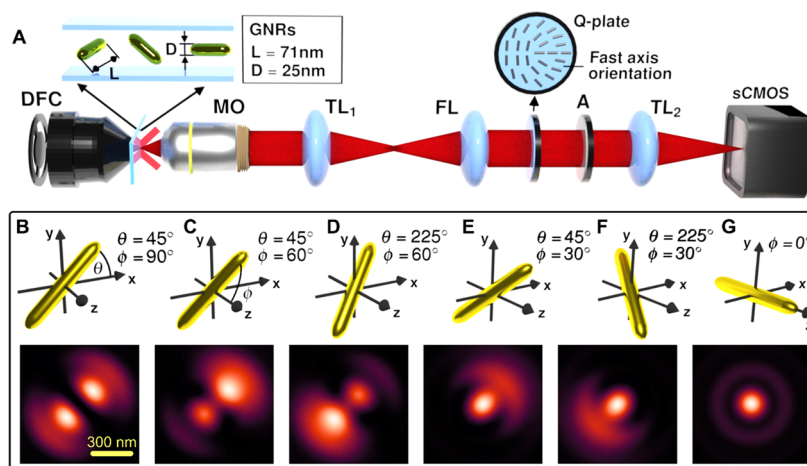 A
GNRs
L = 71nm
D = 25nm
D
L
Q-plate
Fast axis
orientation
DFC
MO
TL₁
FL
A
TL₂
sCMOS
B
y
θ = 45°
ϕ = 90°
θ
x
z
C
y
θ = 45°
ϕ = 60°
x
ϕ
z
D
y
θ = 225°
ϕ = 60°
x
z
E
y
θ = 45°
ϕ = 30°
x
z
F
y
θ = 225°
ϕ = 30°
x
z
G
y
ϕ = 0°
x
z
300 nm